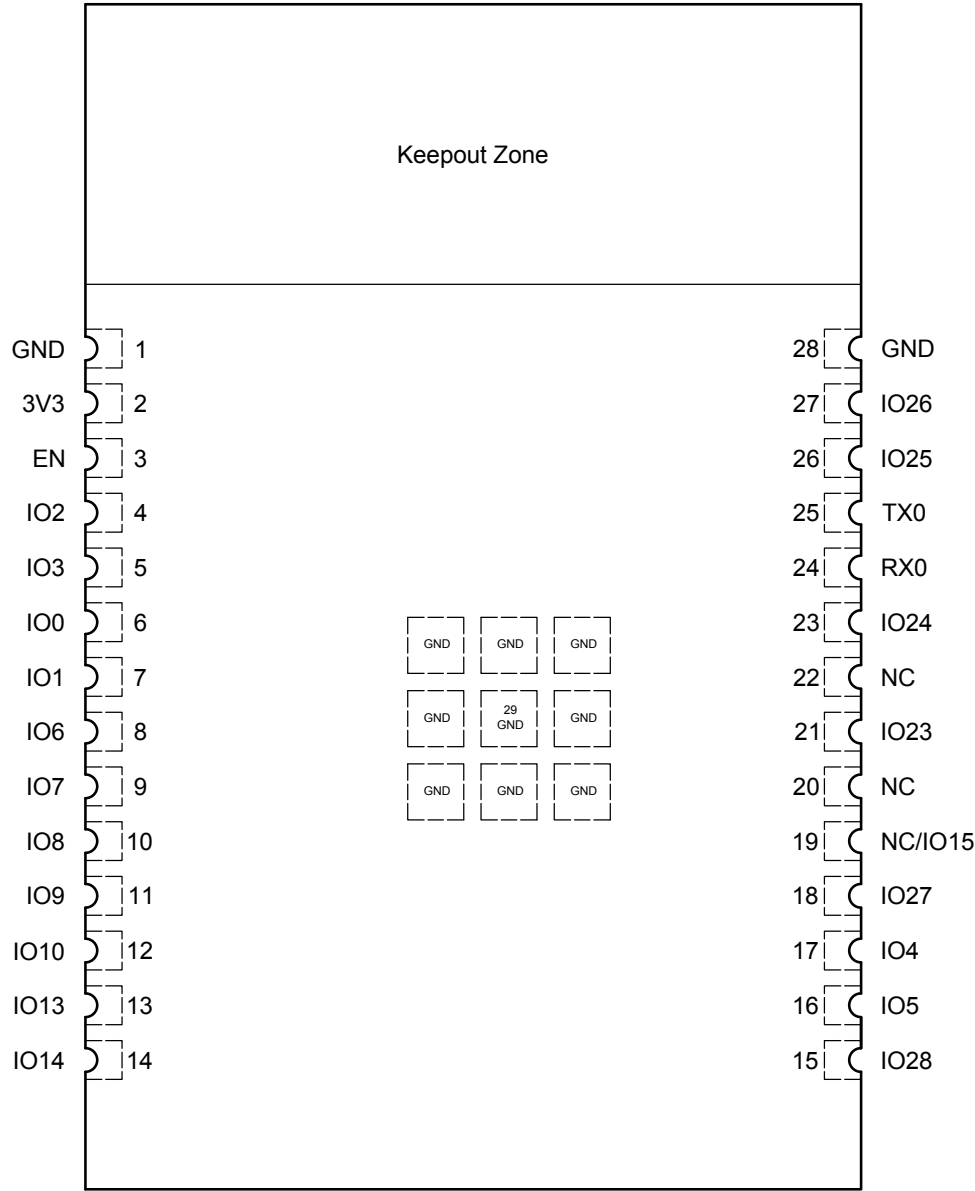 Keepout Zone
GND 1 28 GND
3V3 2 27 IO26
EN 3 26 IO25
IO2 4 25 TX0
IO3 5 24 RX0
IO0 6 23 IO24
GND GND GND
IO1 7 22 NC
IO6 8 21 IO23
GND 29 GND GND
IO7 9 20 NC
GND GND GND
IO8 10 19 NC/IO15
IO9 11 18 IO27
IO10 12 17 IO4
IO13 13 16 IO5
IO14 14 15 IO28